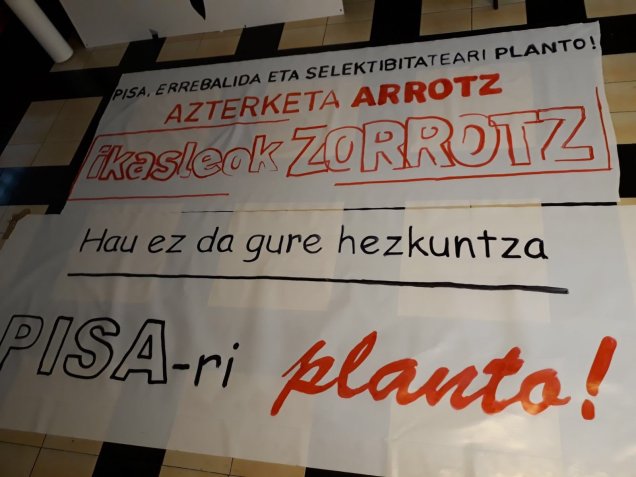 PISA, ERREBALIDA ETA SELEKTIBITATEARI PLANTO!
AZTERKETA ARROTZ
ikasleok ZORROTZ
Hau ez da gure hezkuntza
PISA-ri planto!